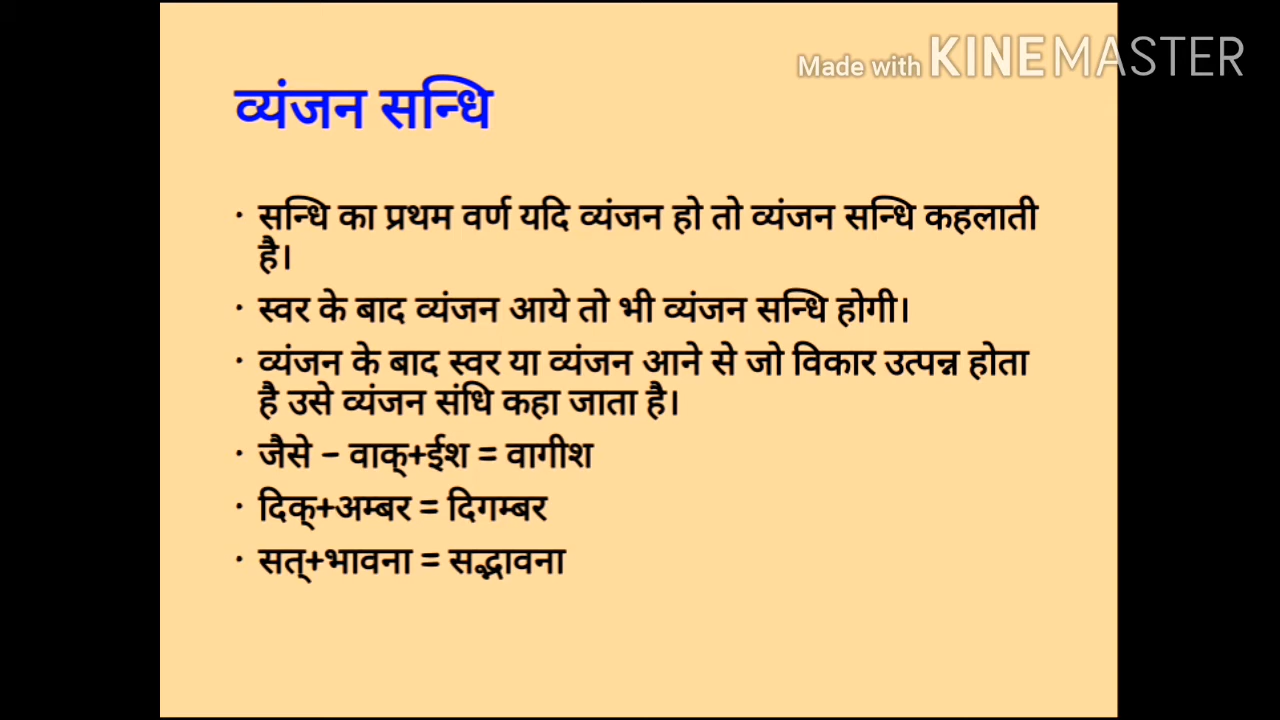 Made with KINEMASTER
व्यंजन सन्धि
• सन्धि का प्रथम वर्ण यदि व्यंजन हो तो व्यंजन सन्धि कहलाती
है।
• स्वर के बाद व्यंजन आये तो भी व्यंजन सन्धि होगी।
• व्यंजन के बाद स्वर या व्यंजन आने से जो विकार उत्पन्न होता
है उसे व्यंजन संधि कहा जाता है।
• जैसे – वाक्+ईश = वागीश
• दिक्+अम्बर = दिगम्बर
• सत्+भावना = सद्भावना